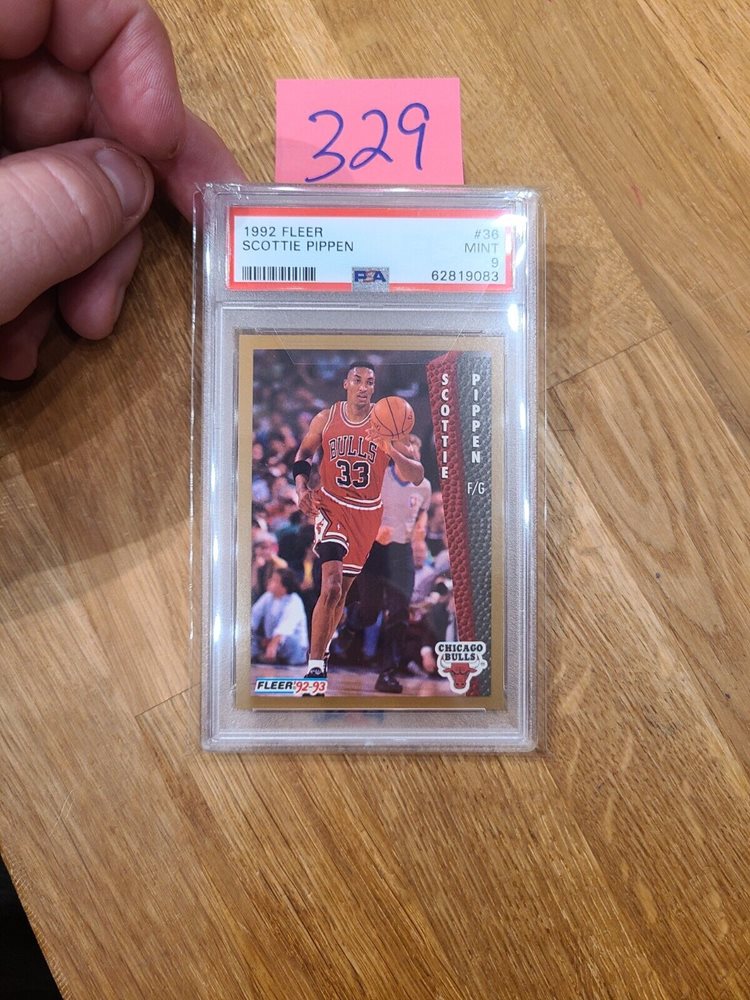 329
1992 FLEER #36
SCOTTIE PIPPEN MINT
9
PSA 62819083
SCOTTIE
PIPPEN
F/G
BULLS
33
CHICAGO
BULLS
FLEER '92-93